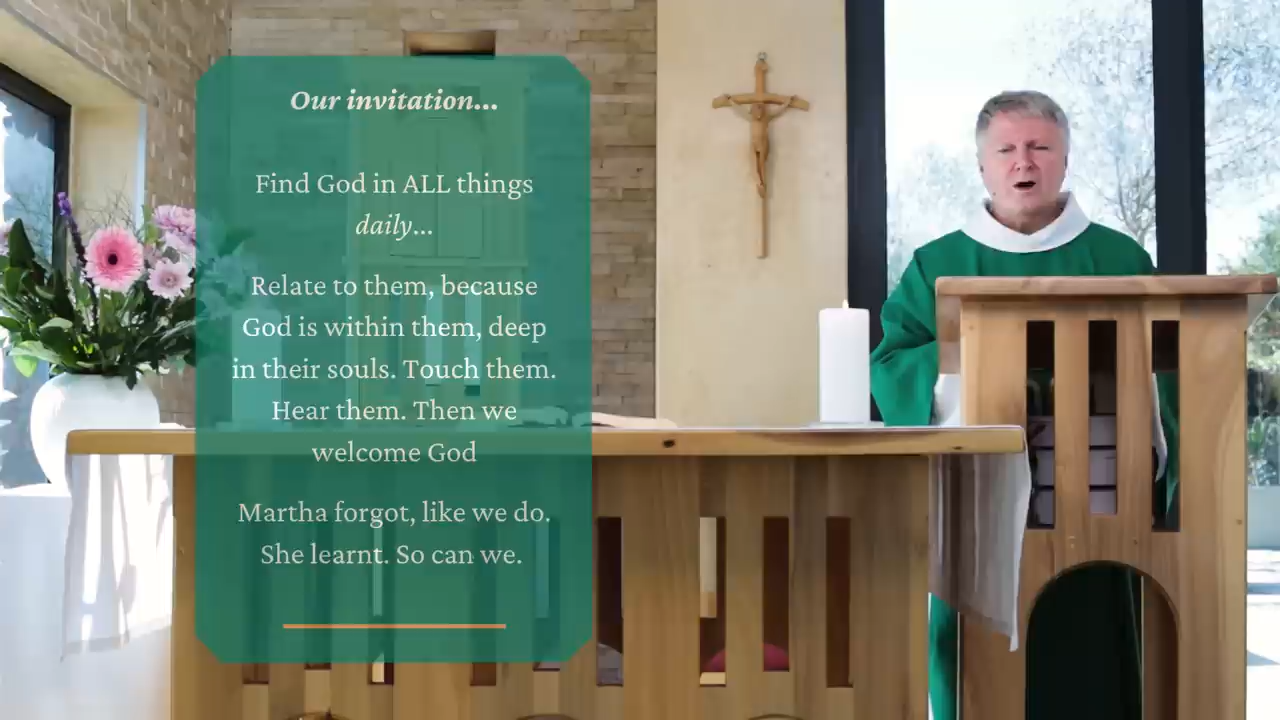 Our invitation...
Find God in ALL things
daily...
Relate to them, because
God is within them, deep
in their souls. Touch them.
Hear them. Then we
welcome God
Martha forgot, like we do.
She learnt. So can we.